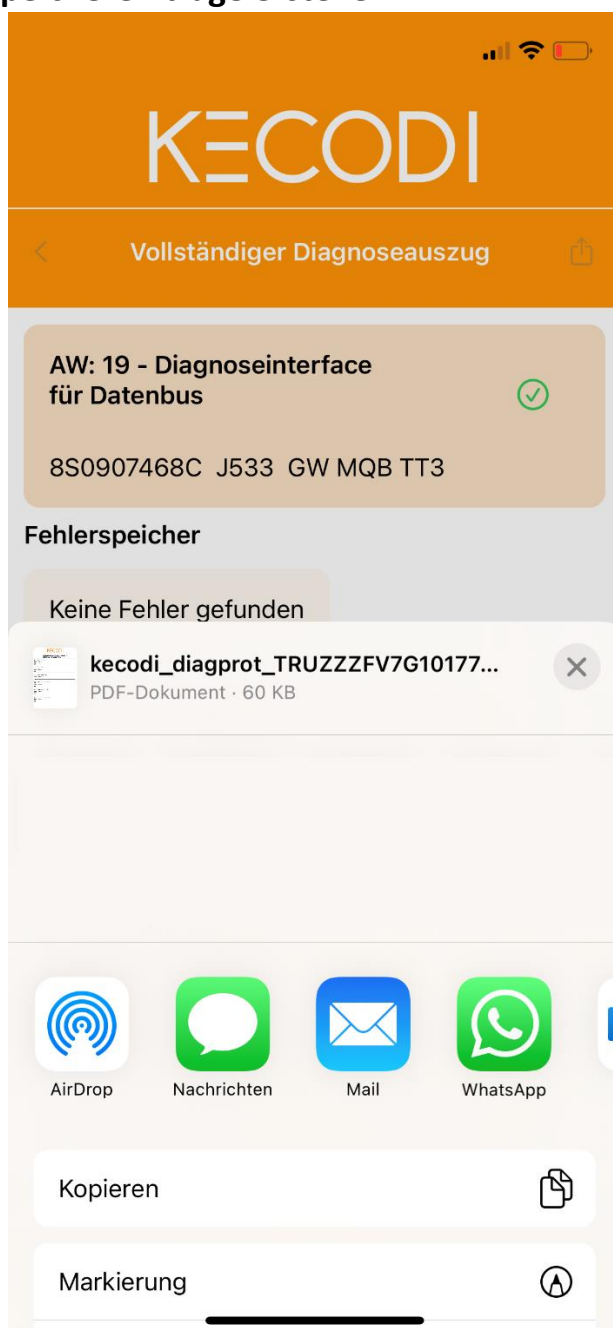 KECODI
Vollständiger Diagnoseauszug
AW: 19 - Diagnoseinterface
für Datenbus
8S0907468C J533 GW MQB TT3
Fehlerspeicher
Keine Fehler gefunden
kecodi_diagprot_TRUZZZFV7G10177...
PDF-Dokument · 60 KB
AirDrop
Nachrichten
Mail
WhatsApp
Kopieren
Markierung